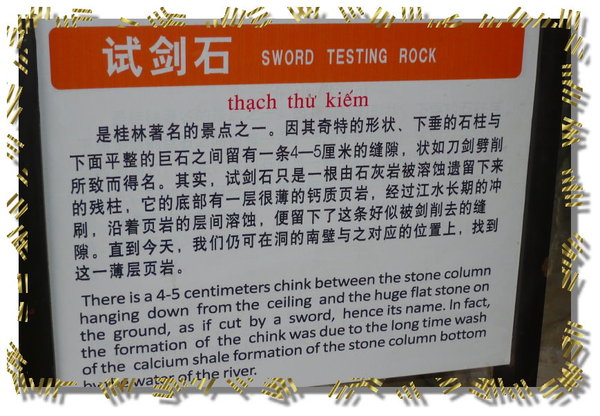 试剑石 SWORD TESTING ROCK
thạch thử kiếm
是桂林著名的景点之一。因其奇特的形状、下垂的石柱与
下面平整的巨石之间留有一条4—5厘米的缝隙，状如刀剑劈削
所致而得名。其实，试剑石只是一根由石灰岩被溶蚀遗留下来
的残柱，它的底部有一层很薄的钙质页岩，经过江水长期的冲
刷，沿着页岩的层间溶蚀，便留下了这条好似被剑削去的缝
隙。直到今天，我们仍可在洞的南壁与之对应的位置上，找到
这一薄层页岩。
There is a 4-5 centimeters chink between the stone column
hanging down from the ceiling and the huge flat stone on
the ground, as if cut by a sword, hence its name. In fact,
the formation of the chink was due to the long time wash
of the calcium shale formation of the stone column bottom
by the water of the river.